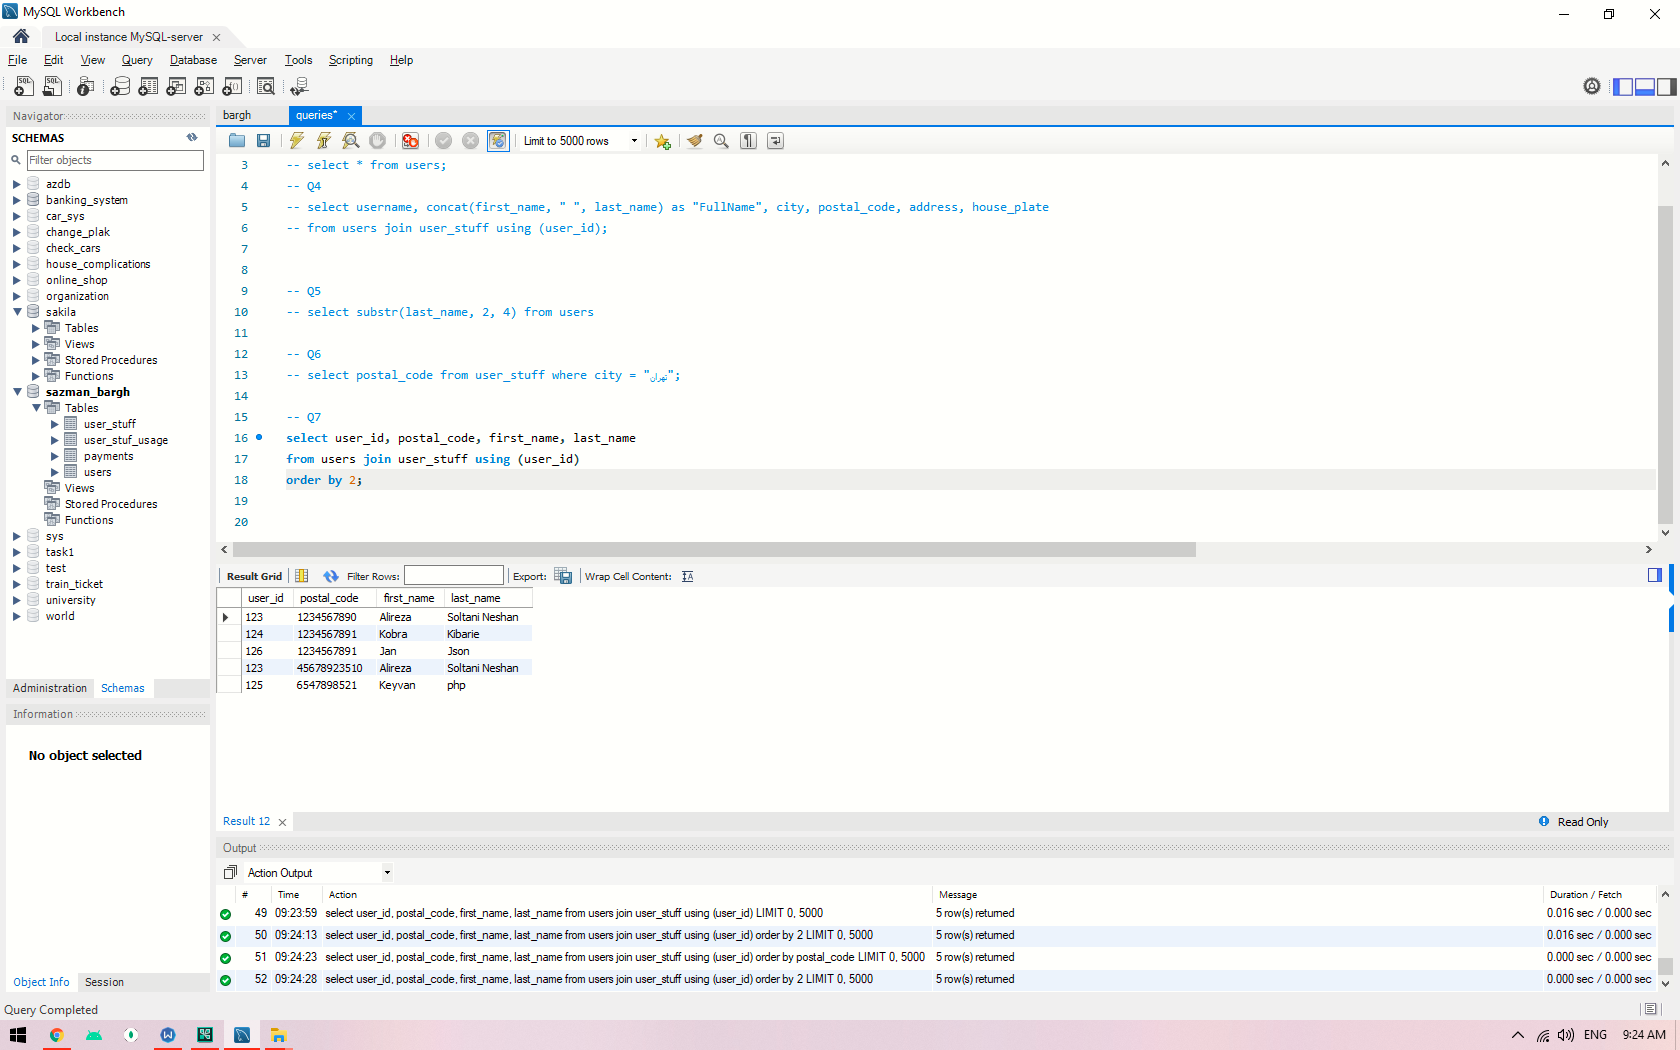 MySQL Workbench
Local instance MySQL-server
File Edit View Query Database Server Tools Scripting Help
Navigator
SCHEMAS
Filter objects
azdb
banking_system
car_sys
change_plak
check_cars
house_complications
online_shop
organization
sakila
Tables
Views
Stored Procedures
Functions
sazman_bargh
Tables
user_stuff
user_stuf_usage
payments
users
Views
Stored Procedures
Functions
sys
task1
test
train_ticket
university
world
Administration Schemas
Information
No object selected
Object Info Session
bargh queries*
Limit to 5000 rows
3 -- select * from users;
4 -- Q4
5 -- select username, concat(first_name, " ", last_name) as "FullName", city, postal_code, address, house_plate
6 -- from users join user_stuff using (user_id);
7
8
9 -- Q5
10 -- select substr(last_name, 2, 4) from users
11
12 -- Q6
13 -- select postal_code from user_stuff where city = "تهران";
14
15 -- Q7
16 select user_id, postal_code, first_name, last_name
17 from users join user_stuff using (user_id)
18 order by 2;
19
20
Result Grid Filter Rows: Export: Wrap Cell Content:
user_id postal_code first_name last_name
123 1234567890 Alireza Soltani Neshan
124 1234567891 Kobra Kibarie
126 1234567891 Jan Json
123 45678923510 Alireza Soltani Neshan
125 6547898521 Keyvan php
Result 12 Read Only
Output
Action Output
# Time Action Message Duration / Fetch
49 09:23:59 select user_id, postal_code, first_name, last_name from users join user_stuff using (user_id) LIMIT 0, 5000 5 row(s) returned 0.016 sec / 0.000 sec
50 09:24:13 select user_id, postal_code, first_name, last_name from users join user_stuff using (user_id) order by 2 LIMIT 0, 5000 5 row(s) returned 0.016 sec / 0.000 sec
51 09:24:23 select user_id, postal_code, first_name, last_name from users join user_stuff using (user_id) order by postal_code LIMIT 0, 5000 5 row(s) returned 0.000 sec / 0.000 sec
52 09:24:28 select user_id, postal_code, first_name, last_name from users join user_stuff using (user_id) order by 2 LIMIT 0, 5000 5 row(s) returned 0.000 sec / 0.000 sec
Query Completed
ENG 9:24 AM